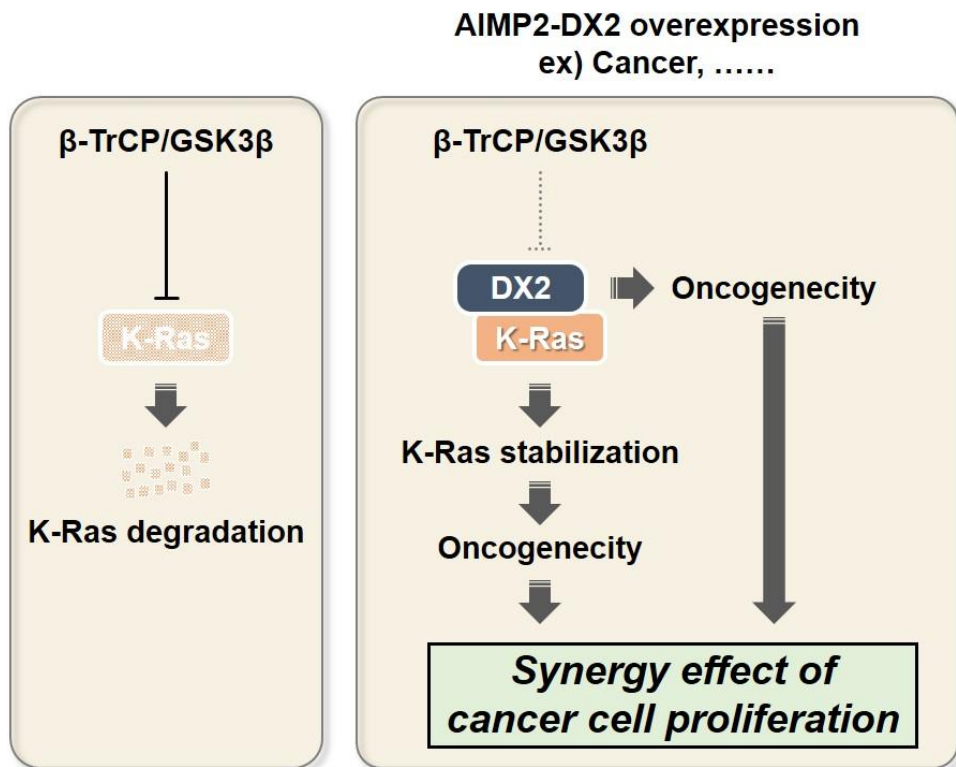 AIMP2-DX2 overexpression
ex) Cancer, ……
β-TrCP/GSK3β
K-Ras
K-Ras degradation
β-TrCP/GSK3β
DX2
Oncogenecity
K-Ras
K-Ras stabilization
Oncogenecity
Synergy effect of
cancer cell proliferation